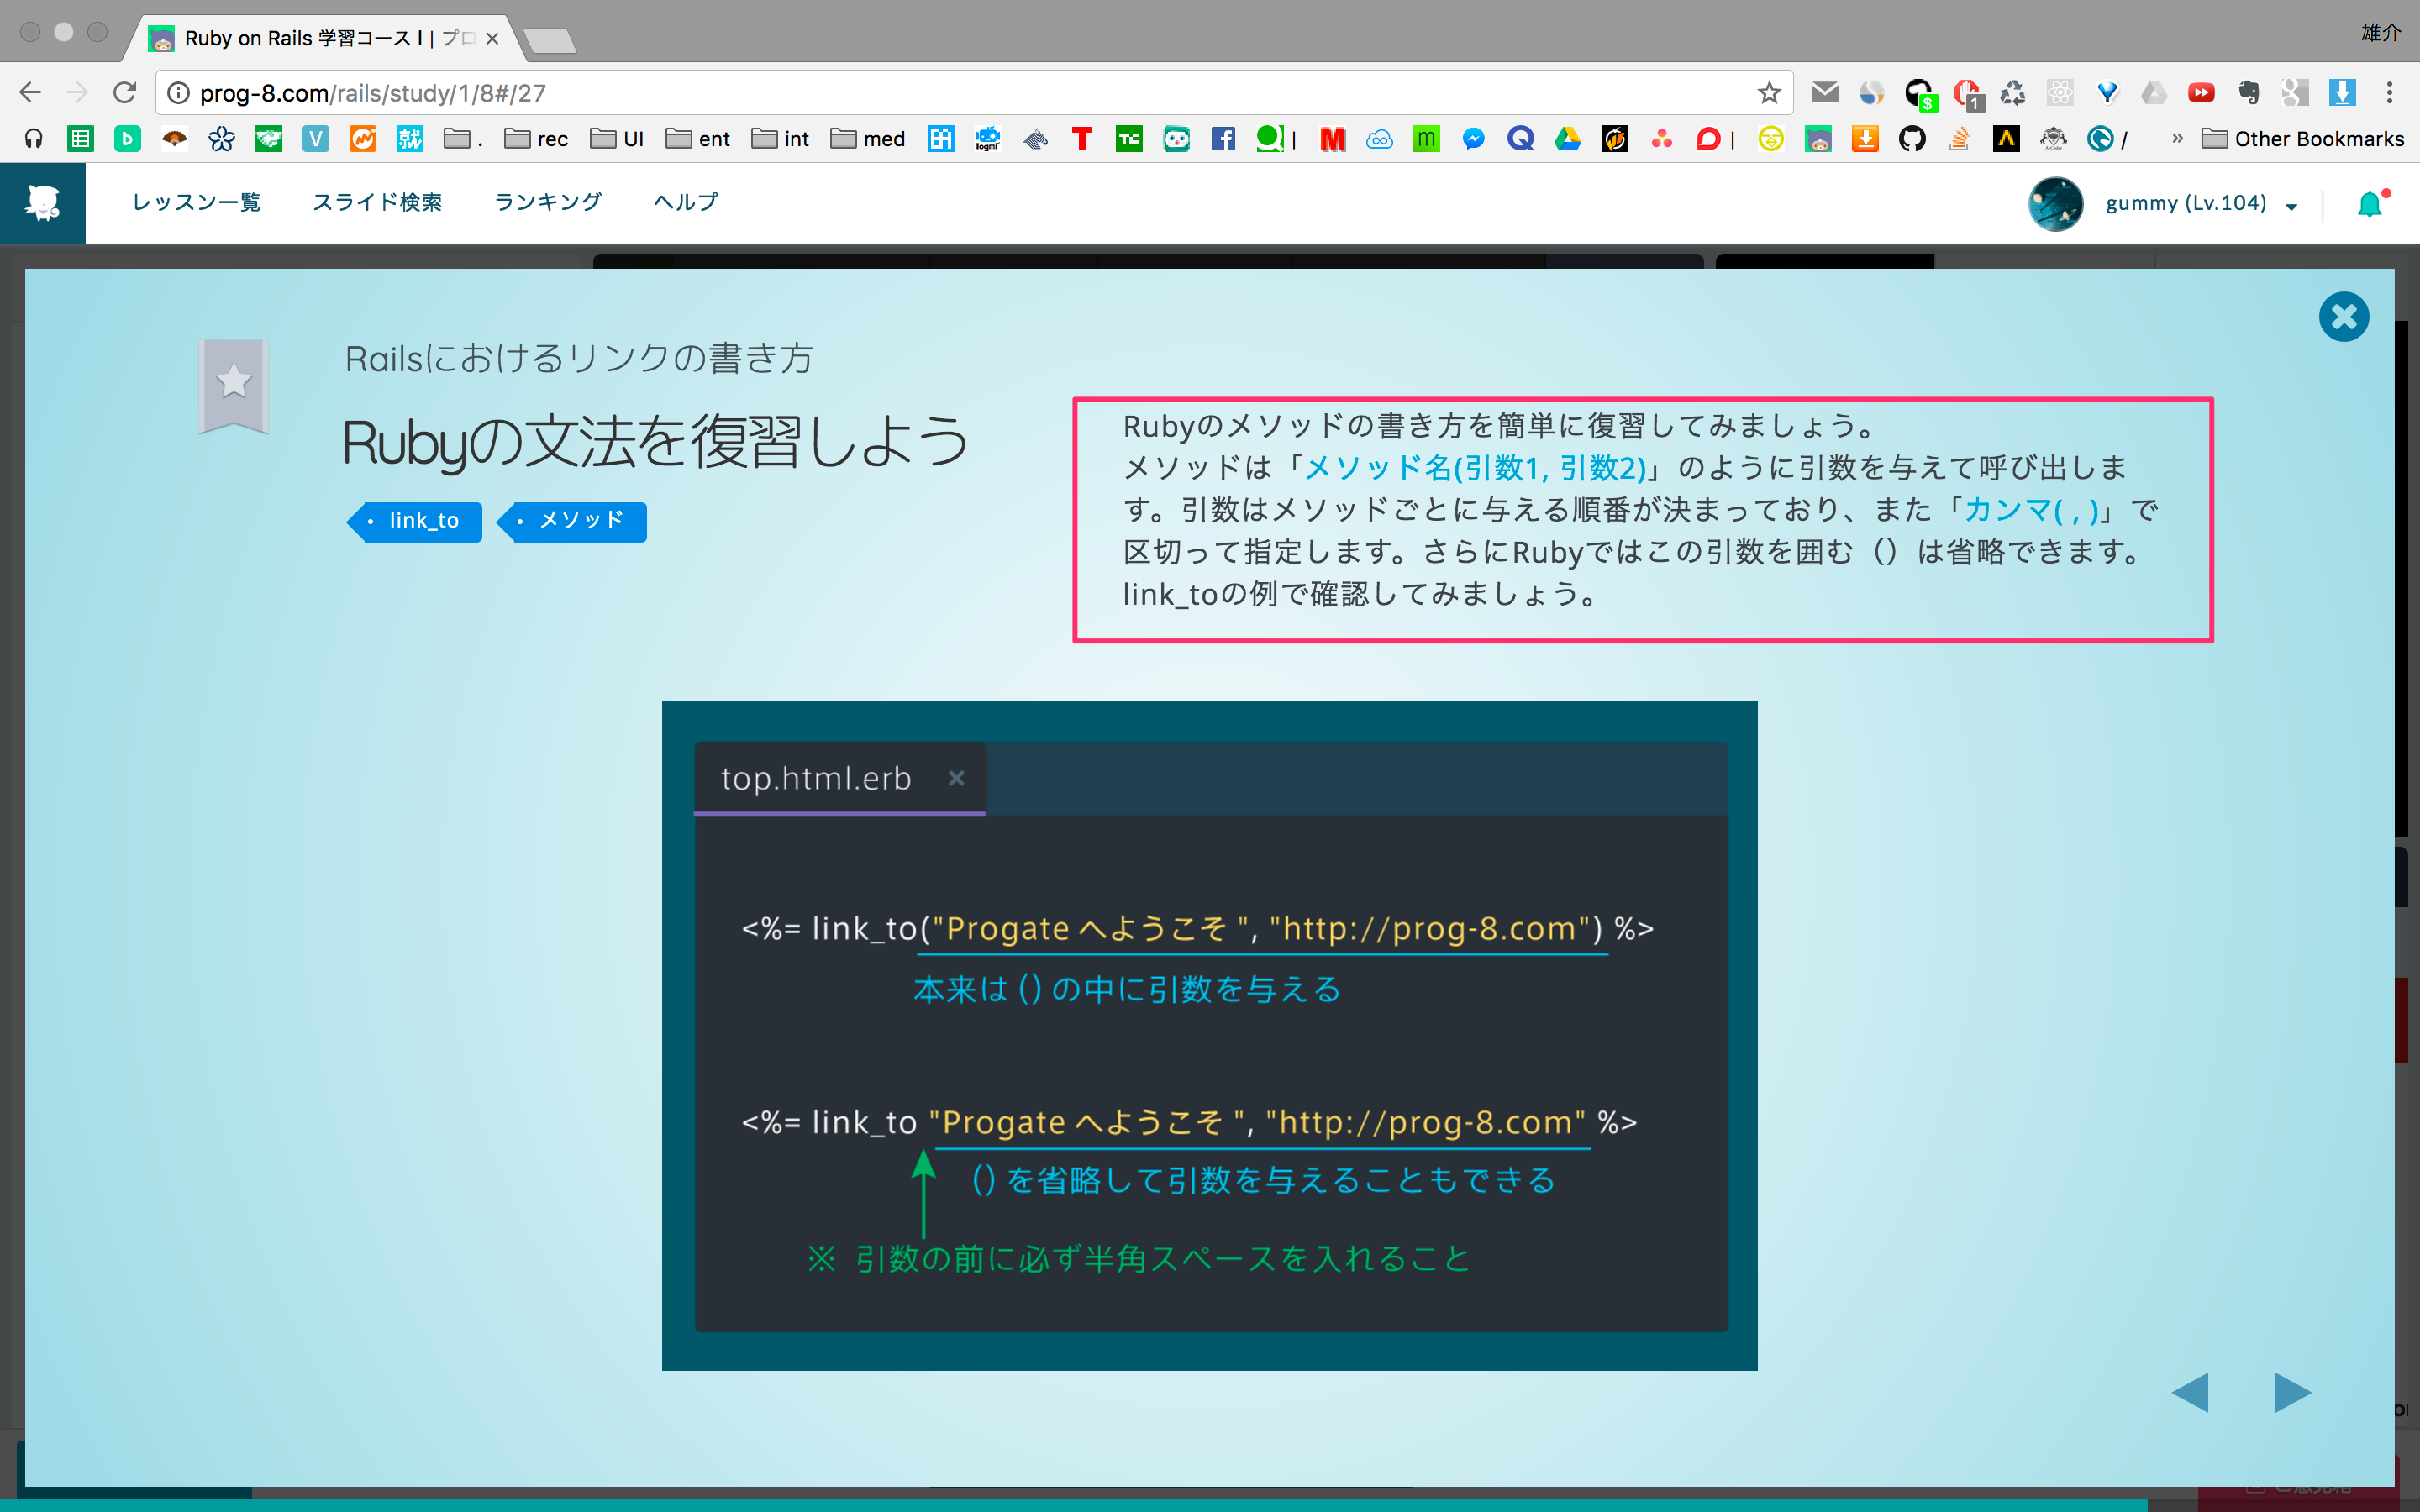 Ruby on Rails 学習コース I | プロ
雄介
prog-8.com/rails/study/1/8#/27
.
rec
UI
ent
int
med
Other Bookmarks
レッスン一覧
スライド検索
ランキング
ヘルプ
gummy (Lv.104)
Railsにおけるリンクの書き方
Rubyの文法を復習しよう
• link_to
• メソッド
Rubyのメソッドの書き方を簡単に復習してみましょう。
メソッドは「メソッド名(引数1, 引数2)」のように引数を与えて呼び出しま
す。引数はメソッドごとに与える順番が決まっており、また「カンマ( , )」で
区切って指定します。さらにRubyではこの引数を囲む（）は省略できます。
link_toの例で確認してみましょう。
top.html.erb
<%= link_to("Progate へようこそ ", "http://prog-8.com") %>
本来は () の中に引数を与える
<%= link_to "Progate へようこそ ", "http://prog-8.com" %>
() を省略して引数を与えることもできる
※ 引数の前に必ず半角スペースを入れること